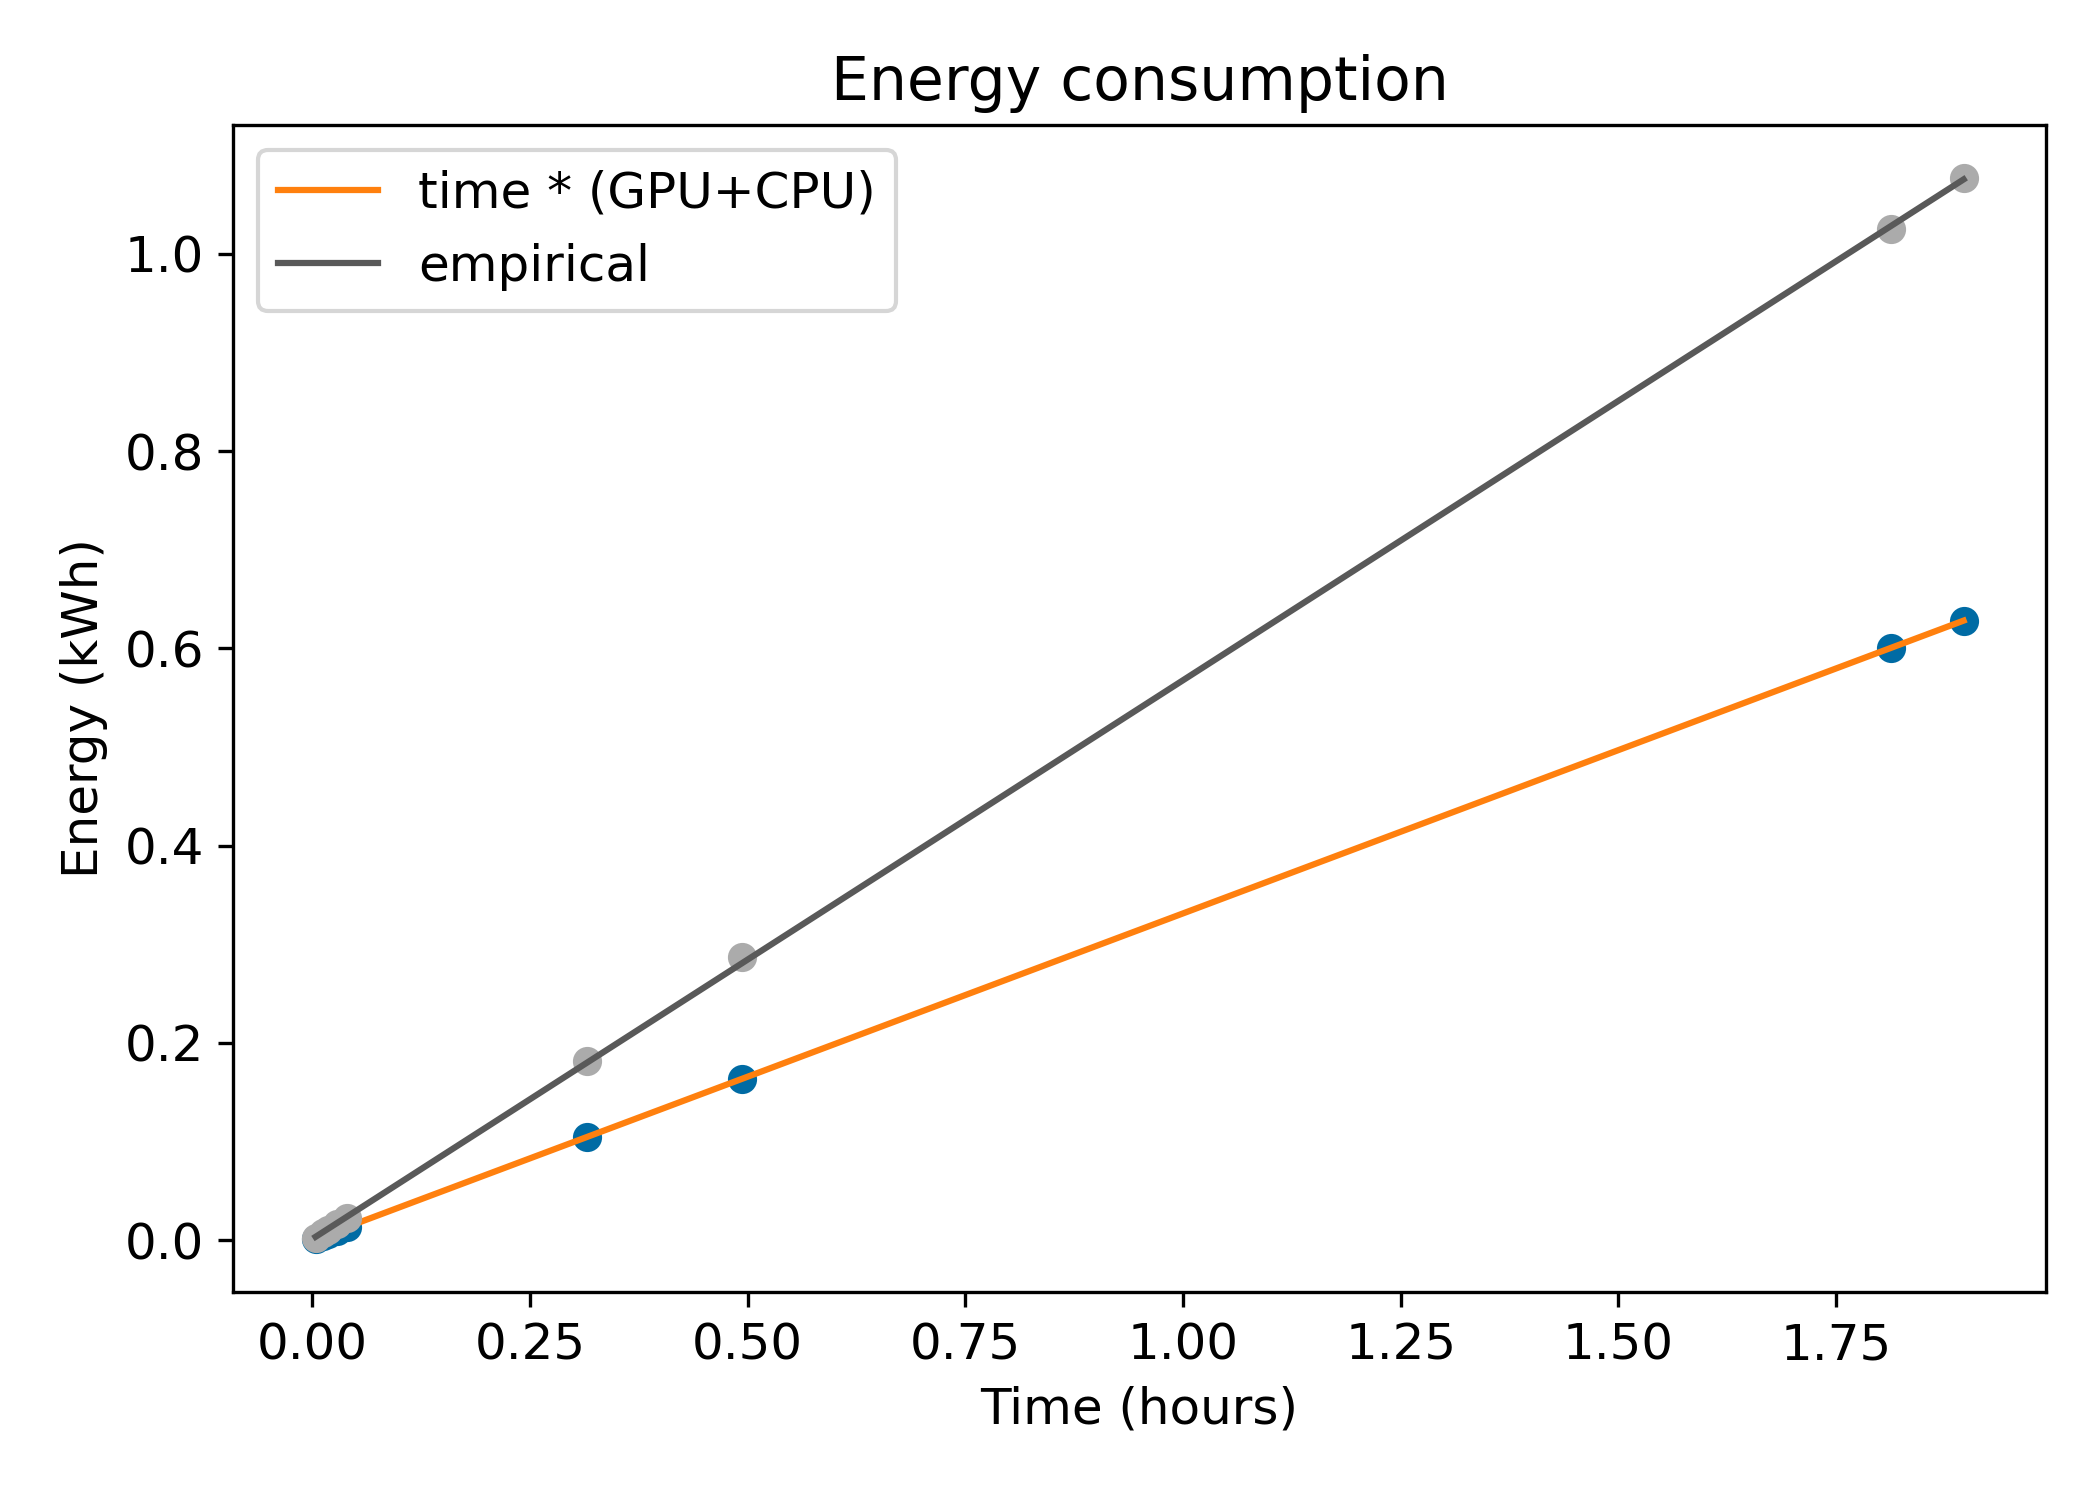 Energy consumption
time * (GPU+CPU)
empirical
Energy (kWh)
1.0
0.8
0.6
0.4
0.2
0.0
0.00 0.25 0.50 0.75 1.00 1.25 1.50 1.75
Time (hours)